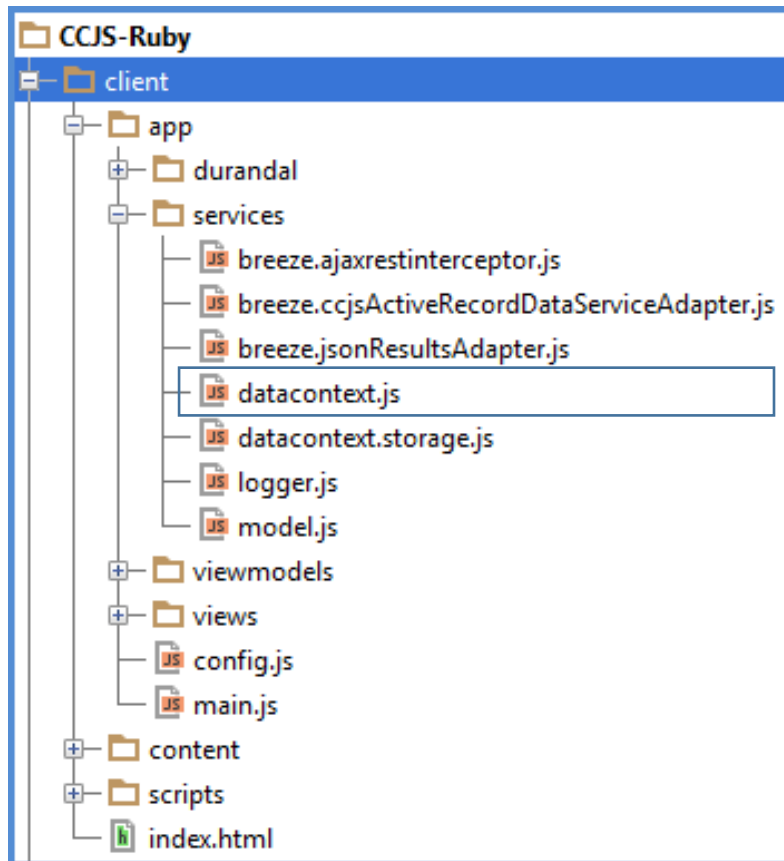 CCJS-Ruby
client
app
durandal
services
breeze.ajaxrestinterceptor.js
breeze.ccjsActiveRecordDataServiceAdapter.js
breeze.jsonResultsAdapter.js
datacontext.js
datacontext.storage.js
logger.js
model.js
viewmodels
views
config.js
main.js
content
scripts
index.html